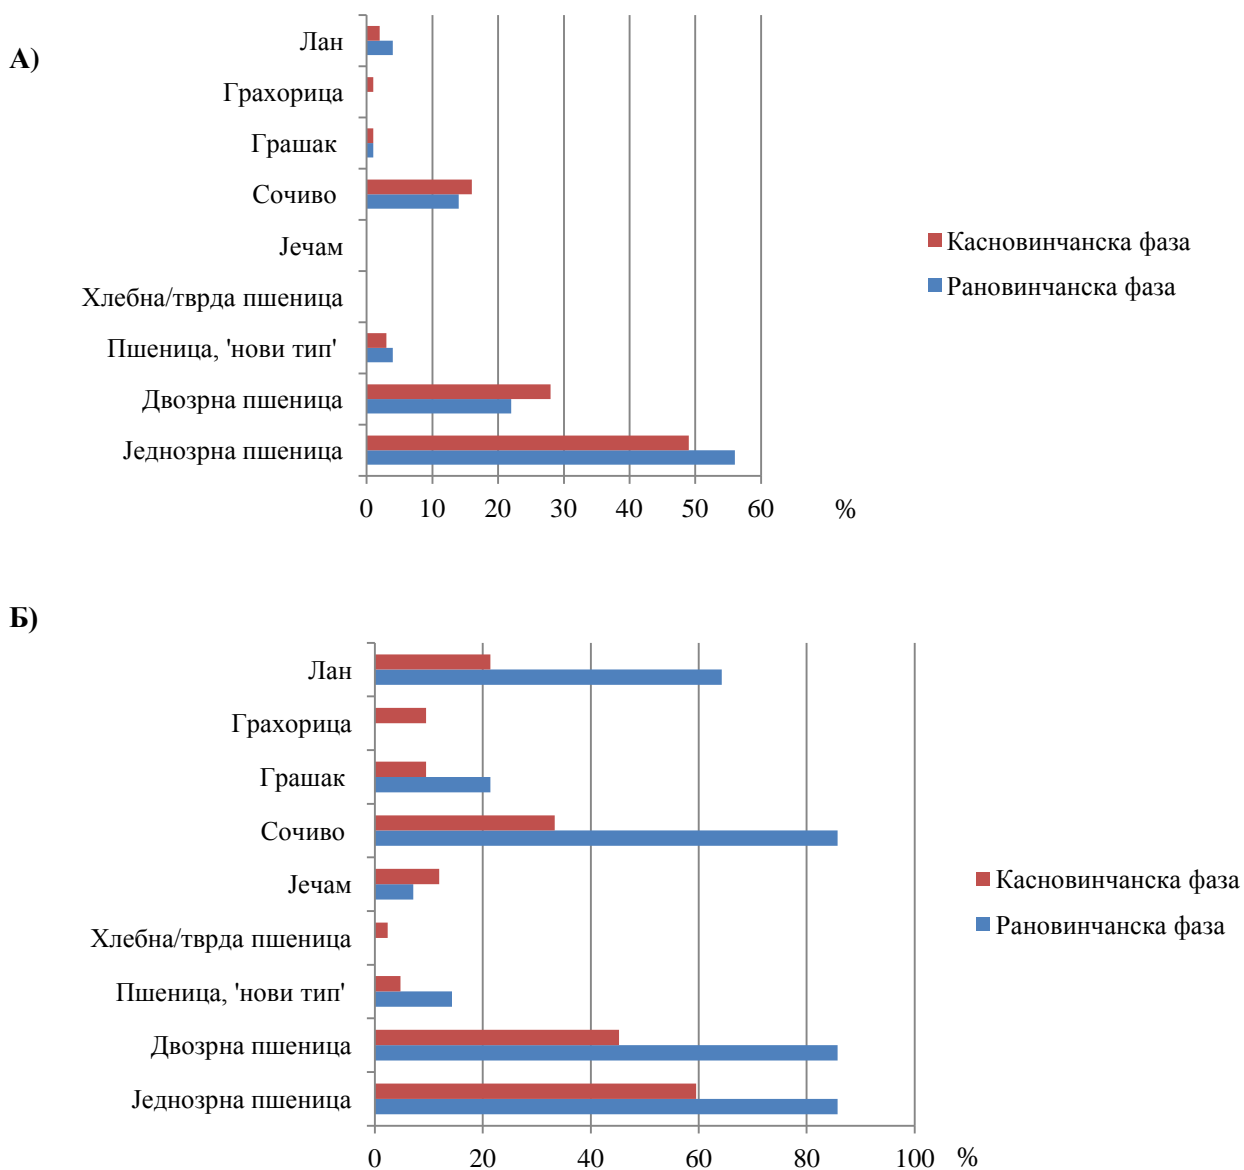 А)
Лан
Грахорица
Грашак
Сочиво
Јечам
Хлебна/тврда пшеница
Пшеница, 'нови тип'
Двозрна пшеница
Једнозрна пшеница
0 10 20 30 40 50 60 %
Касновинчанска фаза
Рановинчанска фаза
Б)
Лан
Грахорица
Грашак
Сочиво
Јечам
Хлебна/тврда пшеница
Пшеница, 'нови тип'
Двозрна пшеница
Једнозрна пшеница
0 20 40 60 80 100 %
Касновинчанска фаза
Рановинчанска фаза